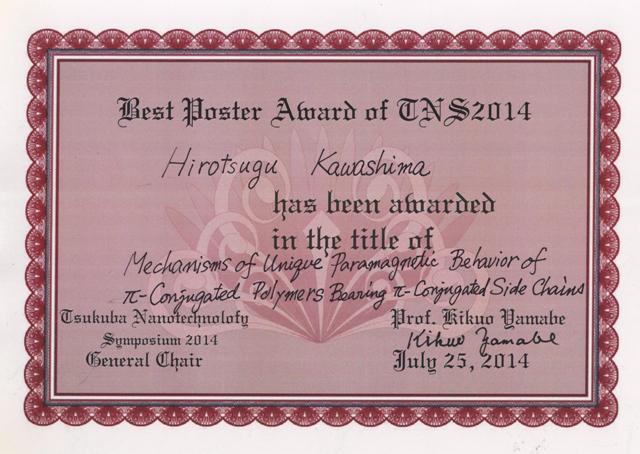 Best Poster Award of TNS2014
Hirotsugu Kawashima
has been awarded
in the title of
Mechanisms of Unique Paramagnetic Behavior of
π-Conjugated Polymers Bearing π-Conjugated Side Chains
Tsukuba Nanotechnolofy
Prof. Kikuo Yamabe
Symposium 2014
Kikuo Yamabe
General Chair
July 25, 2014